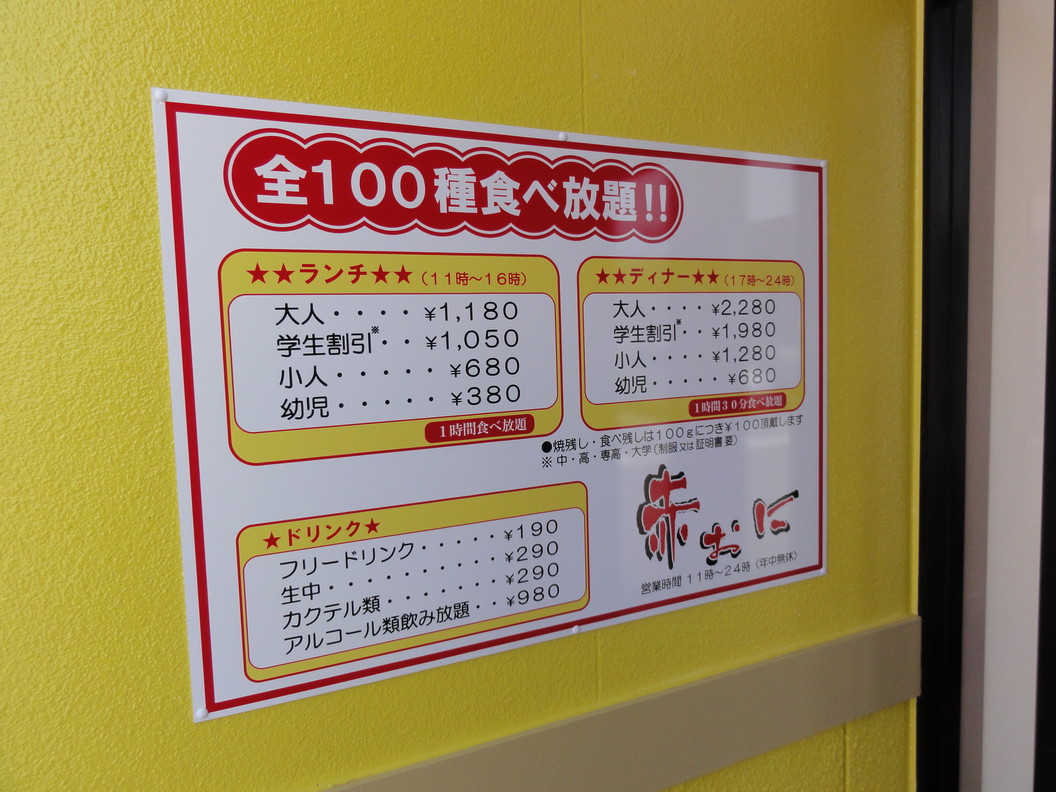 全100種食べ放題!!
★★ランチ★★(11時～16時)
大人・・・・¥1,180
学生割引※・・¥1,050
小人・・・・・¥680
幼児・・・・・¥380
1時間食べ放題
★★ディナー★★(17時～24時)
大人・・・・¥2,280
学生割引※・・¥1,980
小人・・・・¥1,280
幼児・・・・・¥680
1時間30分食べ放題
●焼残し・食べ残しは100gにつき¥100頂戴します
※中・高・専高・大学(制服又は証明書要)
★ドリンク★
フリードリンク・・・・・¥190
生中・・・・・・・・・・¥290
カクテル類・・・・・・・¥290
アルコール類飲み放題・・¥980
赤おに
営業時間 11時～24時(年中無休)